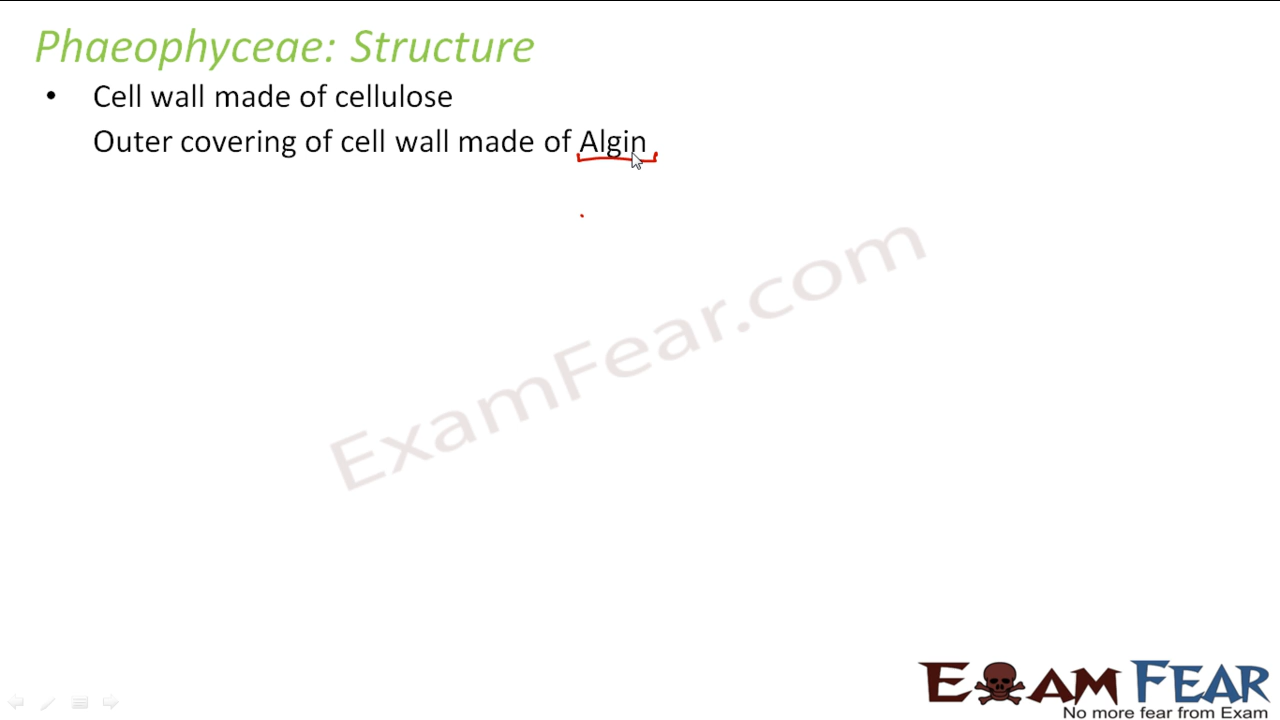 Phaeophyceae: Structure
• Cell wall made of cellulose
Outer covering of cell wall made of Algin
ExamFear.com
EXAM FEAR
No more fear from Exam